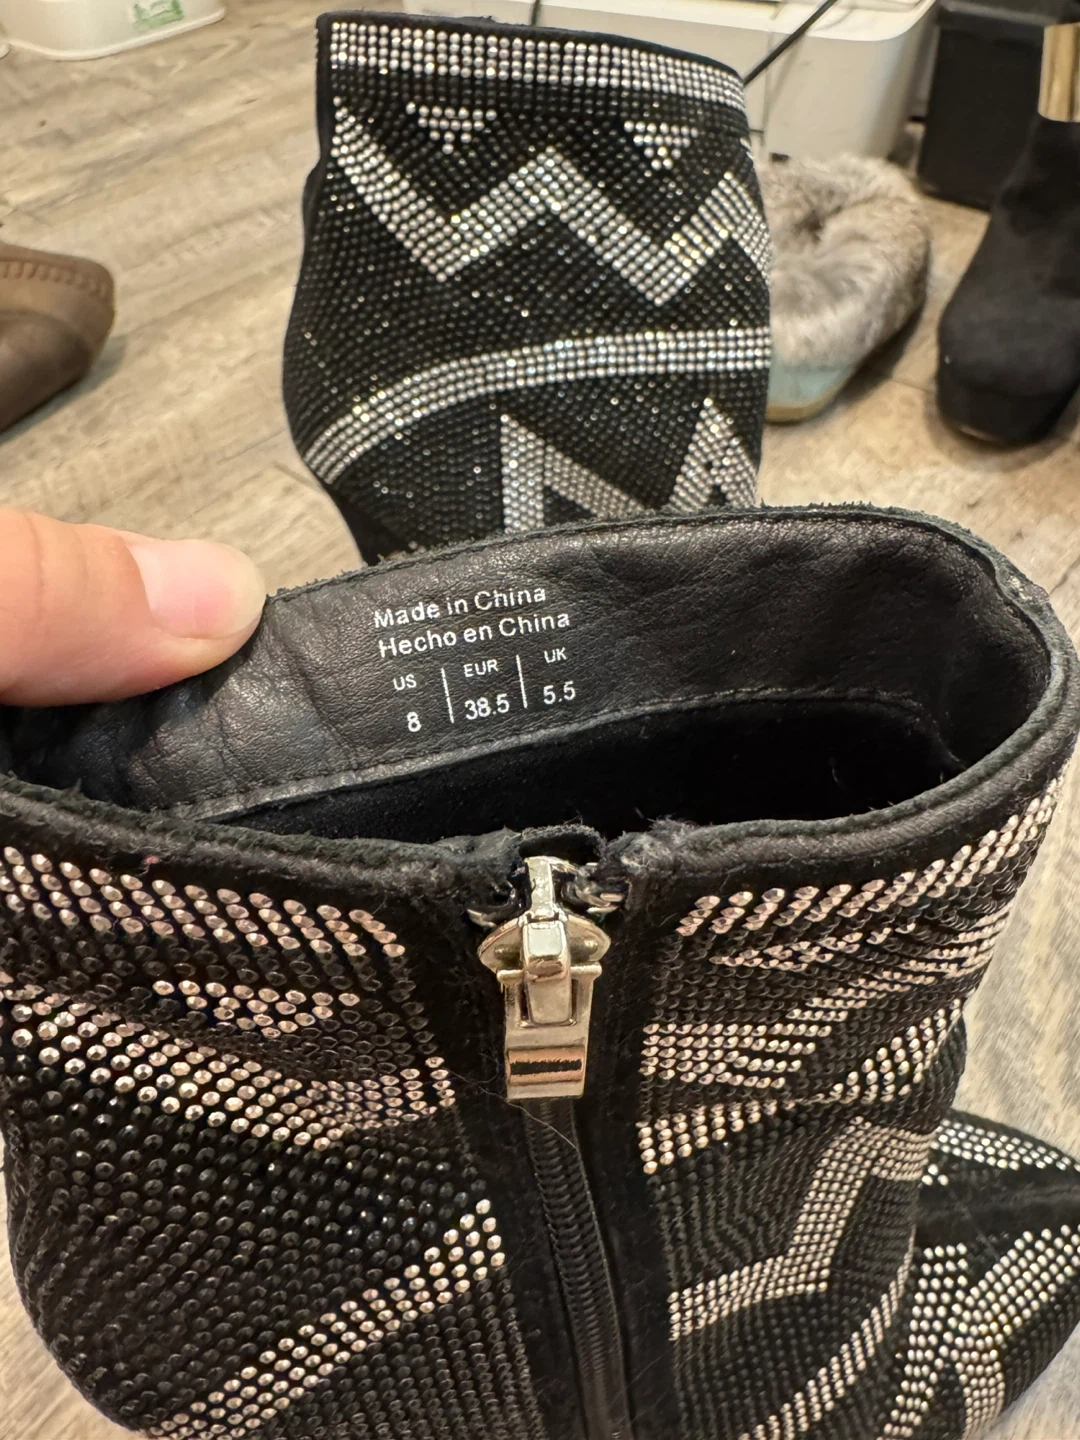 Made in China
Hecho en China
US | EUR | UK
8 | 38.5 | 5.5